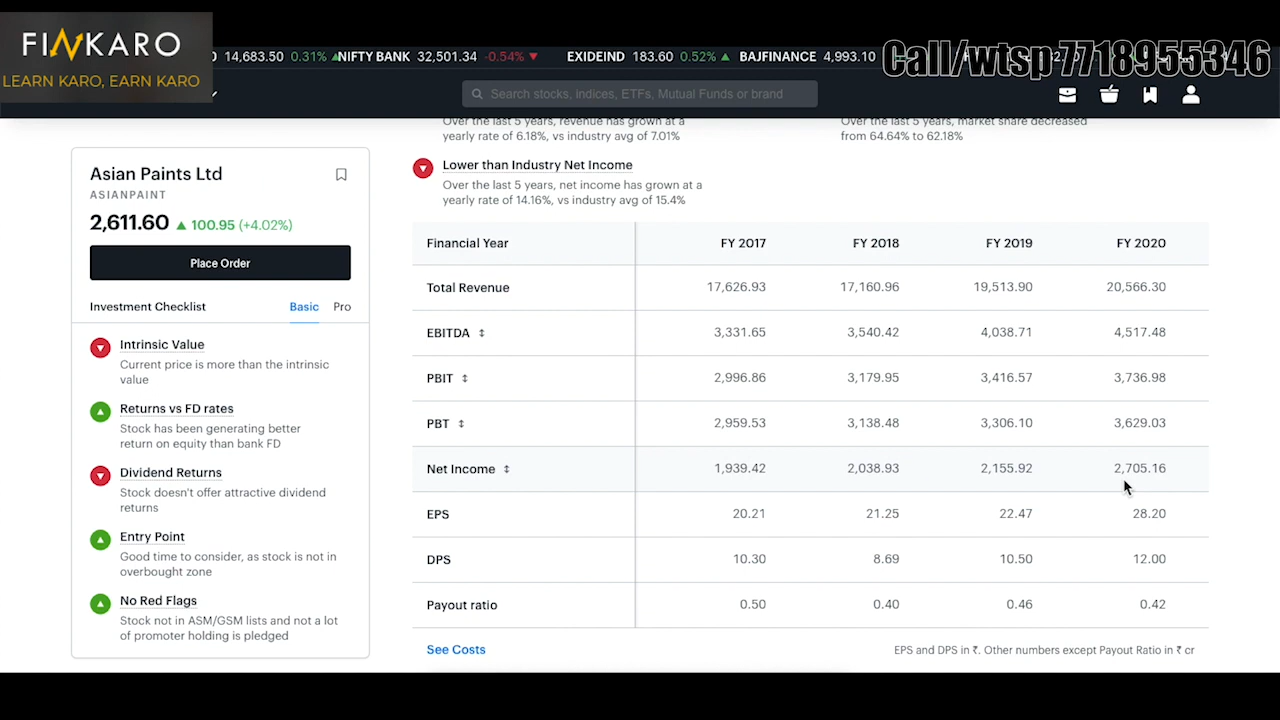 FINKARO
LEARN KARO, EARN KARO
14,683.50 0.31% NIFTY BANK 32,501.34 -0.54% EXIDEIND 183.60 0.52% BAJFINANCE 4,993.10
Call/wtsp 7718955346
Search stocks, indices, ETFs, Mutual Funds or brand
Over the last 5 years, revenue has grown at a
yearly rate of 6.18%, vs industry avg of 7.01%
Over the last 5 years, market share decreased
from 64.64% to 62.18%
Lower than Industry Net Income
Over the last 5 years, net income has grown at a
yearly rate of 14.16%, vs industry avg of 15.4%
Asian Paints Ltd
ASIANPAINT
2,611.60 100.95 (+4.02%)
Place Order
Investment Checklist Basic Pro
Intrinsic Value
Current price is more than the intrinsic
value
Returns vs FD rates
Stock has been generating better
return on equity than bank FD
Dividend Returns
Stock doesn't offer attractive dividend
returns
Entry Point
Good time to consider, as stock is not in
overbought zone
No Red Flags
Stock not in ASM/GSM lists and not a lot
of promoter holding is pledged
Financial Year FY 2017 FY 2018 FY 2019 FY 2020
Total Revenue 17,626.93 17,160.96 19,513.90 20,566.30
EBITDA 3,331.65 3,540.42 4,038.71 4,517.48
PBIT 2,996.86 3,179.95 3,416.57 3,736.98
PBT 2,959.53 3,138.48 3,306.10 3,629.03
Net Income 1,939.42 2,038.93 2,155.92 2,705.16
EPS 20.21 21.25 22.47 28.20
DPS 10.30 8.69 10.50 12.00
Payout ratio 0.50 0.40 0.46 0.42
See Costs
EPS and DPS in ₹. Other numbers except Payout Ratio in ₹ cr